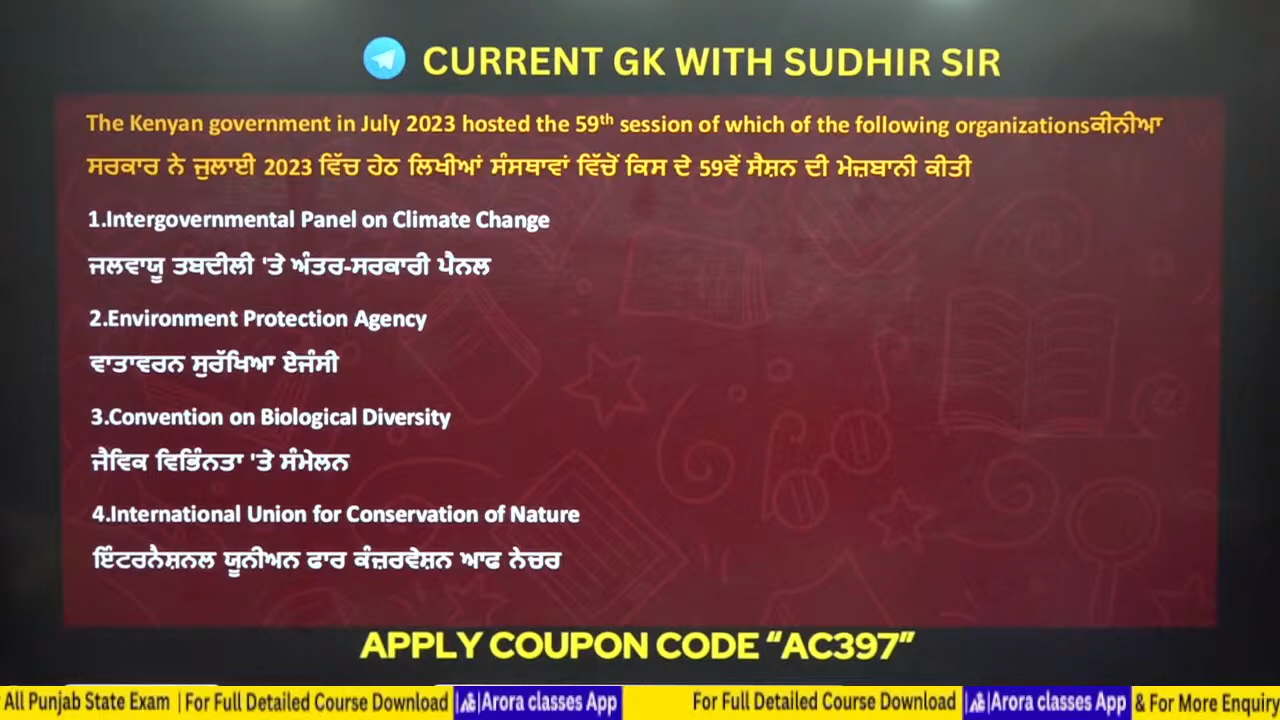 CURRENT GK WITH SUDHIR SIR
The Kenyan government in July 2023 hosted the 59th session of which of the following organizationsਕੀਨੀਆ
ਸਰਕਾਰ ਨੇ ਜੁਲਾਈ 2023 ਵਿੱਚ ਹੇਠ ਲਿਖੀਆਂ ਸੰਸਥਾਵਾਂ ਵਿੱਚੋਂ ਕਿਸ ਦੇ 59ਵੇਂ ਸੈਸ਼ਨ ਦੀ ਮੇਜ਼ਬਾਨੀ ਕੀਤੀ
1.Intergovernmental Panel on Climate Change
ਜਲਵਾਯੂ ਤਬਦੀਲੀ 'ਤੇ ਅੰਤਰ-ਸਰਕਾਰੀ ਪੈਨਲ
2.Environment Protection Agency
ਵਾਤਾਵਰਨ ਸੁਰੱਖਿਆ ਏਜੰਸੀ
3.Convention on Biological Diversity
ਜੈਵਿਕ ਵਿਭਿੰਨਤਾ 'ਤੇ ਸੰਮੇਲਨ
4.International Union for Conservation of Nature
ਇੰਟਰਨੈਸ਼ਨਲ ਯੂਨੀਅਨ ਫਾਰ ਕੰਜ਼ਰਵੇਸ਼ਨ ਆਫ ਨੇਚਰ
APPLY COUPON CODE “AC397”
All Punjab State Exam | For Full Detailed Course Download Arora classes App For Full Detailed Course Download Arora classes App & For More Enquiry